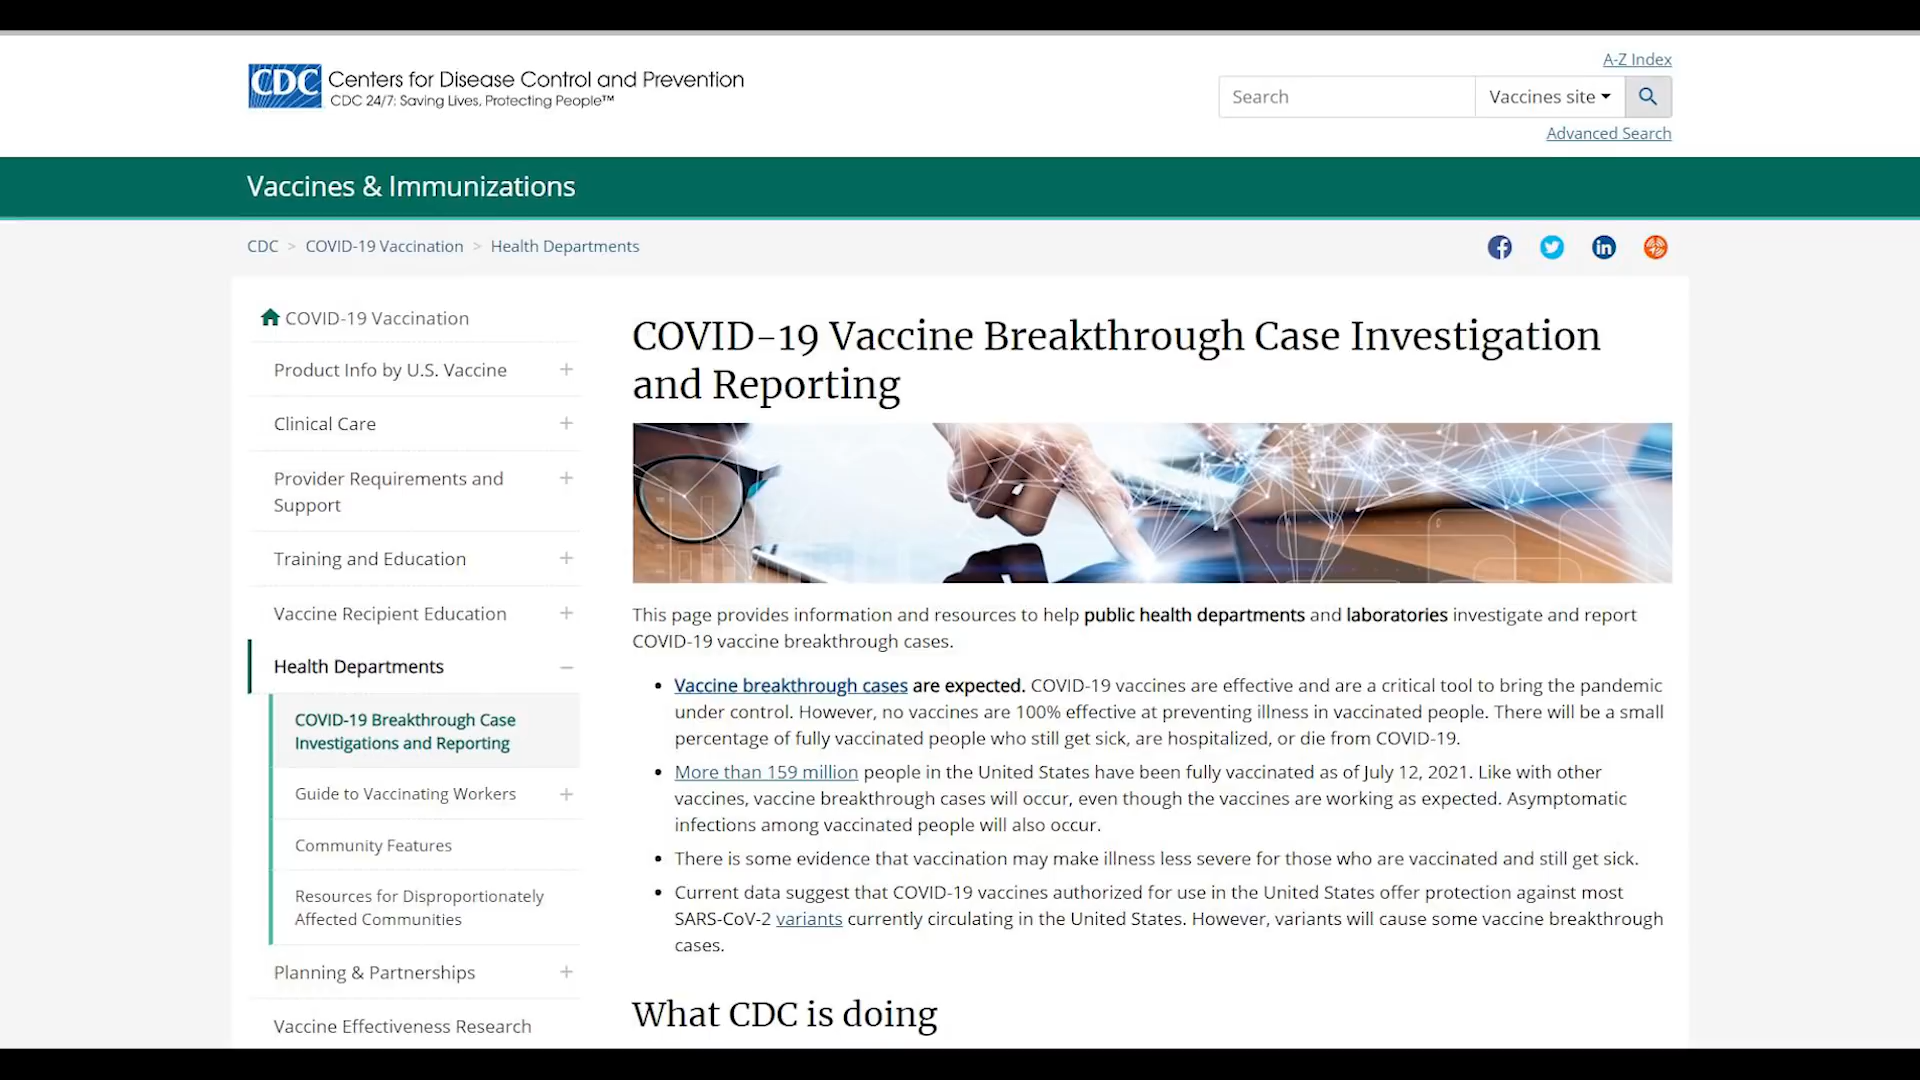 A-Z Index
CDC Centers for Disease Control and Prevention
CDC 24/7: Saving Lives, Protecting People™
Search
Vaccines site
Advanced Search
Vaccines & Immunizations
CDC > COVID-19 Vaccination > Health Departments
COVID-19 Vaccination
Product Info by U.S. Vaccine
Clinical Care
Provider Requirements and
Support
Training and Education
Vaccine Recipient Education
Health Departments
COVID-19 Breakthrough Case
Investigations and Reporting
Guide to Vaccinating Workers
Community Features
Resources for Disproportionately
Affected Communities
Planning & Partnerships
Vaccine Effectiveness Research
COVID-19 Vaccine Breakthrough Case Investigation
and Reporting
This page provides information and resources to help public health departments and laboratories investigate and report
COVID-19 vaccine breakthrough cases.
• Vaccine breakthrough cases are expected. COVID-19 vaccines are effective and are a critical tool to bring the pandemic
under control. However, no vaccines are 100% effective at preventing illness in vaccinated people. There will be a small
percentage of fully vaccinated people who still get sick, are hospitalized, or die from COVID-19.
• More than 159 million people in the United States have been fully vaccinated as of July 12, 2021. Like with other
vaccines, vaccine breakthrough cases will occur, even though the vaccines are working as expected. Asymptomatic
infections among vaccinated people will also occur.
• There is some evidence that vaccination may make illness less severe for those who are vaccinated and still get sick.
• Current data suggest that COVID-19 vaccines authorized for use in the United States offer protection against most
SARS-CoV-2 variants currently circulating in the United States. However, variants will cause some vaccine breakthrough
cases.
What CDC is doing